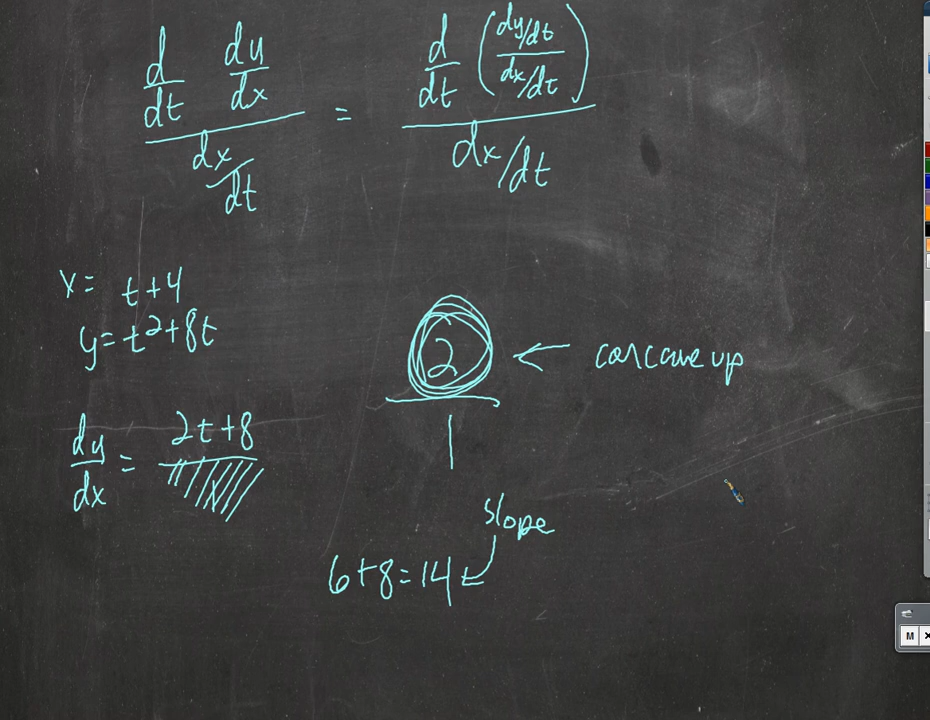 d/dt dy/dx / dx/dt = d/dt (dy/dt / dx/dt) / dx/dt
x = t+4
y = t²+8t
2 ← concave up
1
dy/dx = 2t+8
slope
6+8=14
M